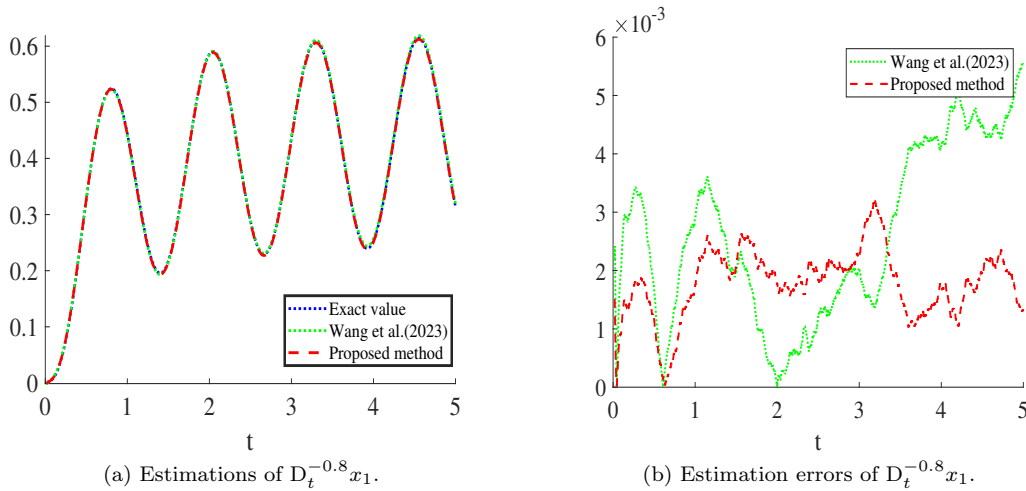 0.6
0.5
0.4
0.3
0.2
0.1
0
0 1 2 3 4 5
t
Exact value
Wang et al.(2023)
Proposed method
(a) Estimations of D_t^{-0.8}x_1.
×10^{-3}
6
5
4
3
2
1
0
0 1 2 3 4 5
t
Wang et al.(2023)
Proposed method
(b) Estimation errors of D_t^{-0.8}x_1.